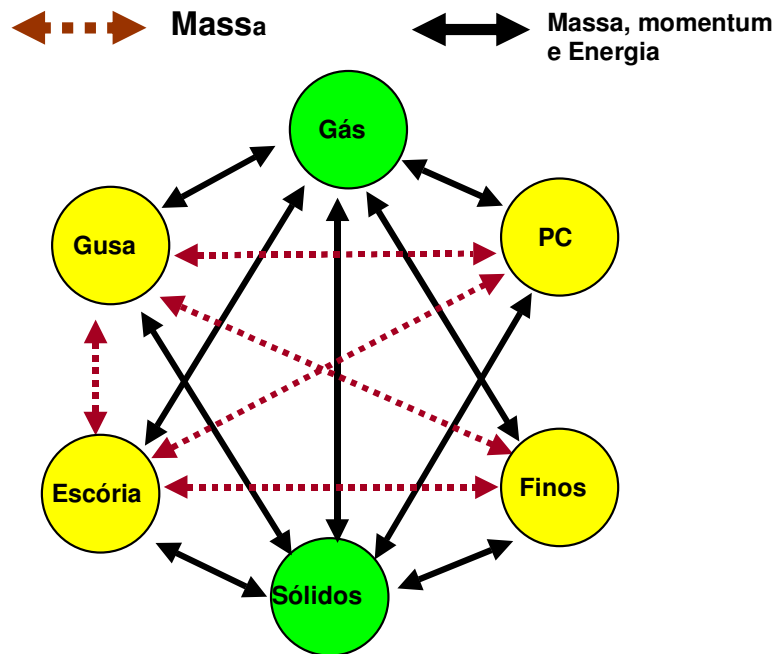 Massa
Massa, momentum
e Energia
Gás
Gusa
PC
Escória
Finos
Sólidos